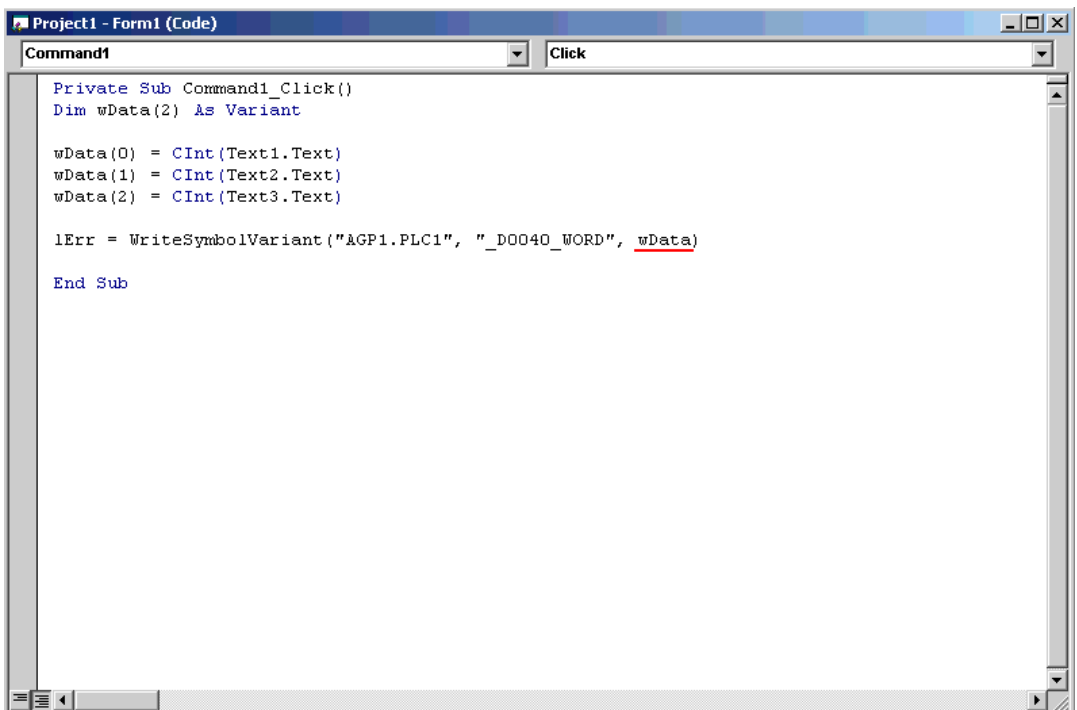 Project1 - Form1 (Code)
Command1 Click
Private Sub Command1_Click()
Dim wData(2) As Variant
wData(0) = CInt(Text1.Text)
wData(1) = CInt(Text2.Text)
wData(2) = CInt(Text3.Text)
lErr = WriteSymbolVariant("AGP1.PLC1", "_D0040_WORD", wData)
End Sub